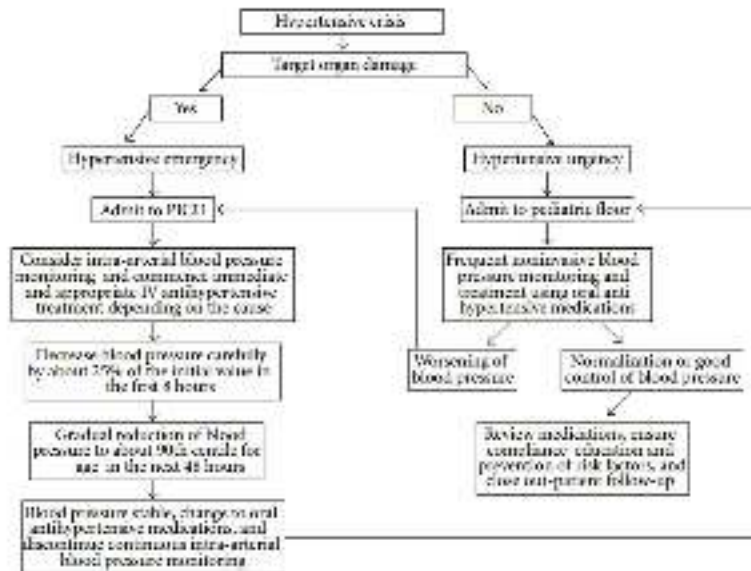 Hypertensive crisis
Target organ damage
Yes
No
Hypertensive emergency
Hypertensive urgency
Admit to PICU
Admit to pediatric floor
Consider intra-arterial blood pressure
monitoring and commence immediate
and appropriate IV antihypertensive
treatment depending on the cause
Frequent noninvasive blood
pressure monitoring and
treatment using oral anti
hypertensive medications
Decrease blood pressure carefully
by about 25% of the initial value in
the first 8 hours
Worsening of
blood pressure
Normalization or good
control of blood pressure
Gradual reduction of blood
pressure to about 90th centile for
age in the next 48 hours
Review medications, ensure
compliance education and
prevention of risk factors, and
close out-patient follow-up
Blood pressure stable, change to oral
antihypertensive medications, and
discontinue continuous intra-arterial
blood pressure monitoring